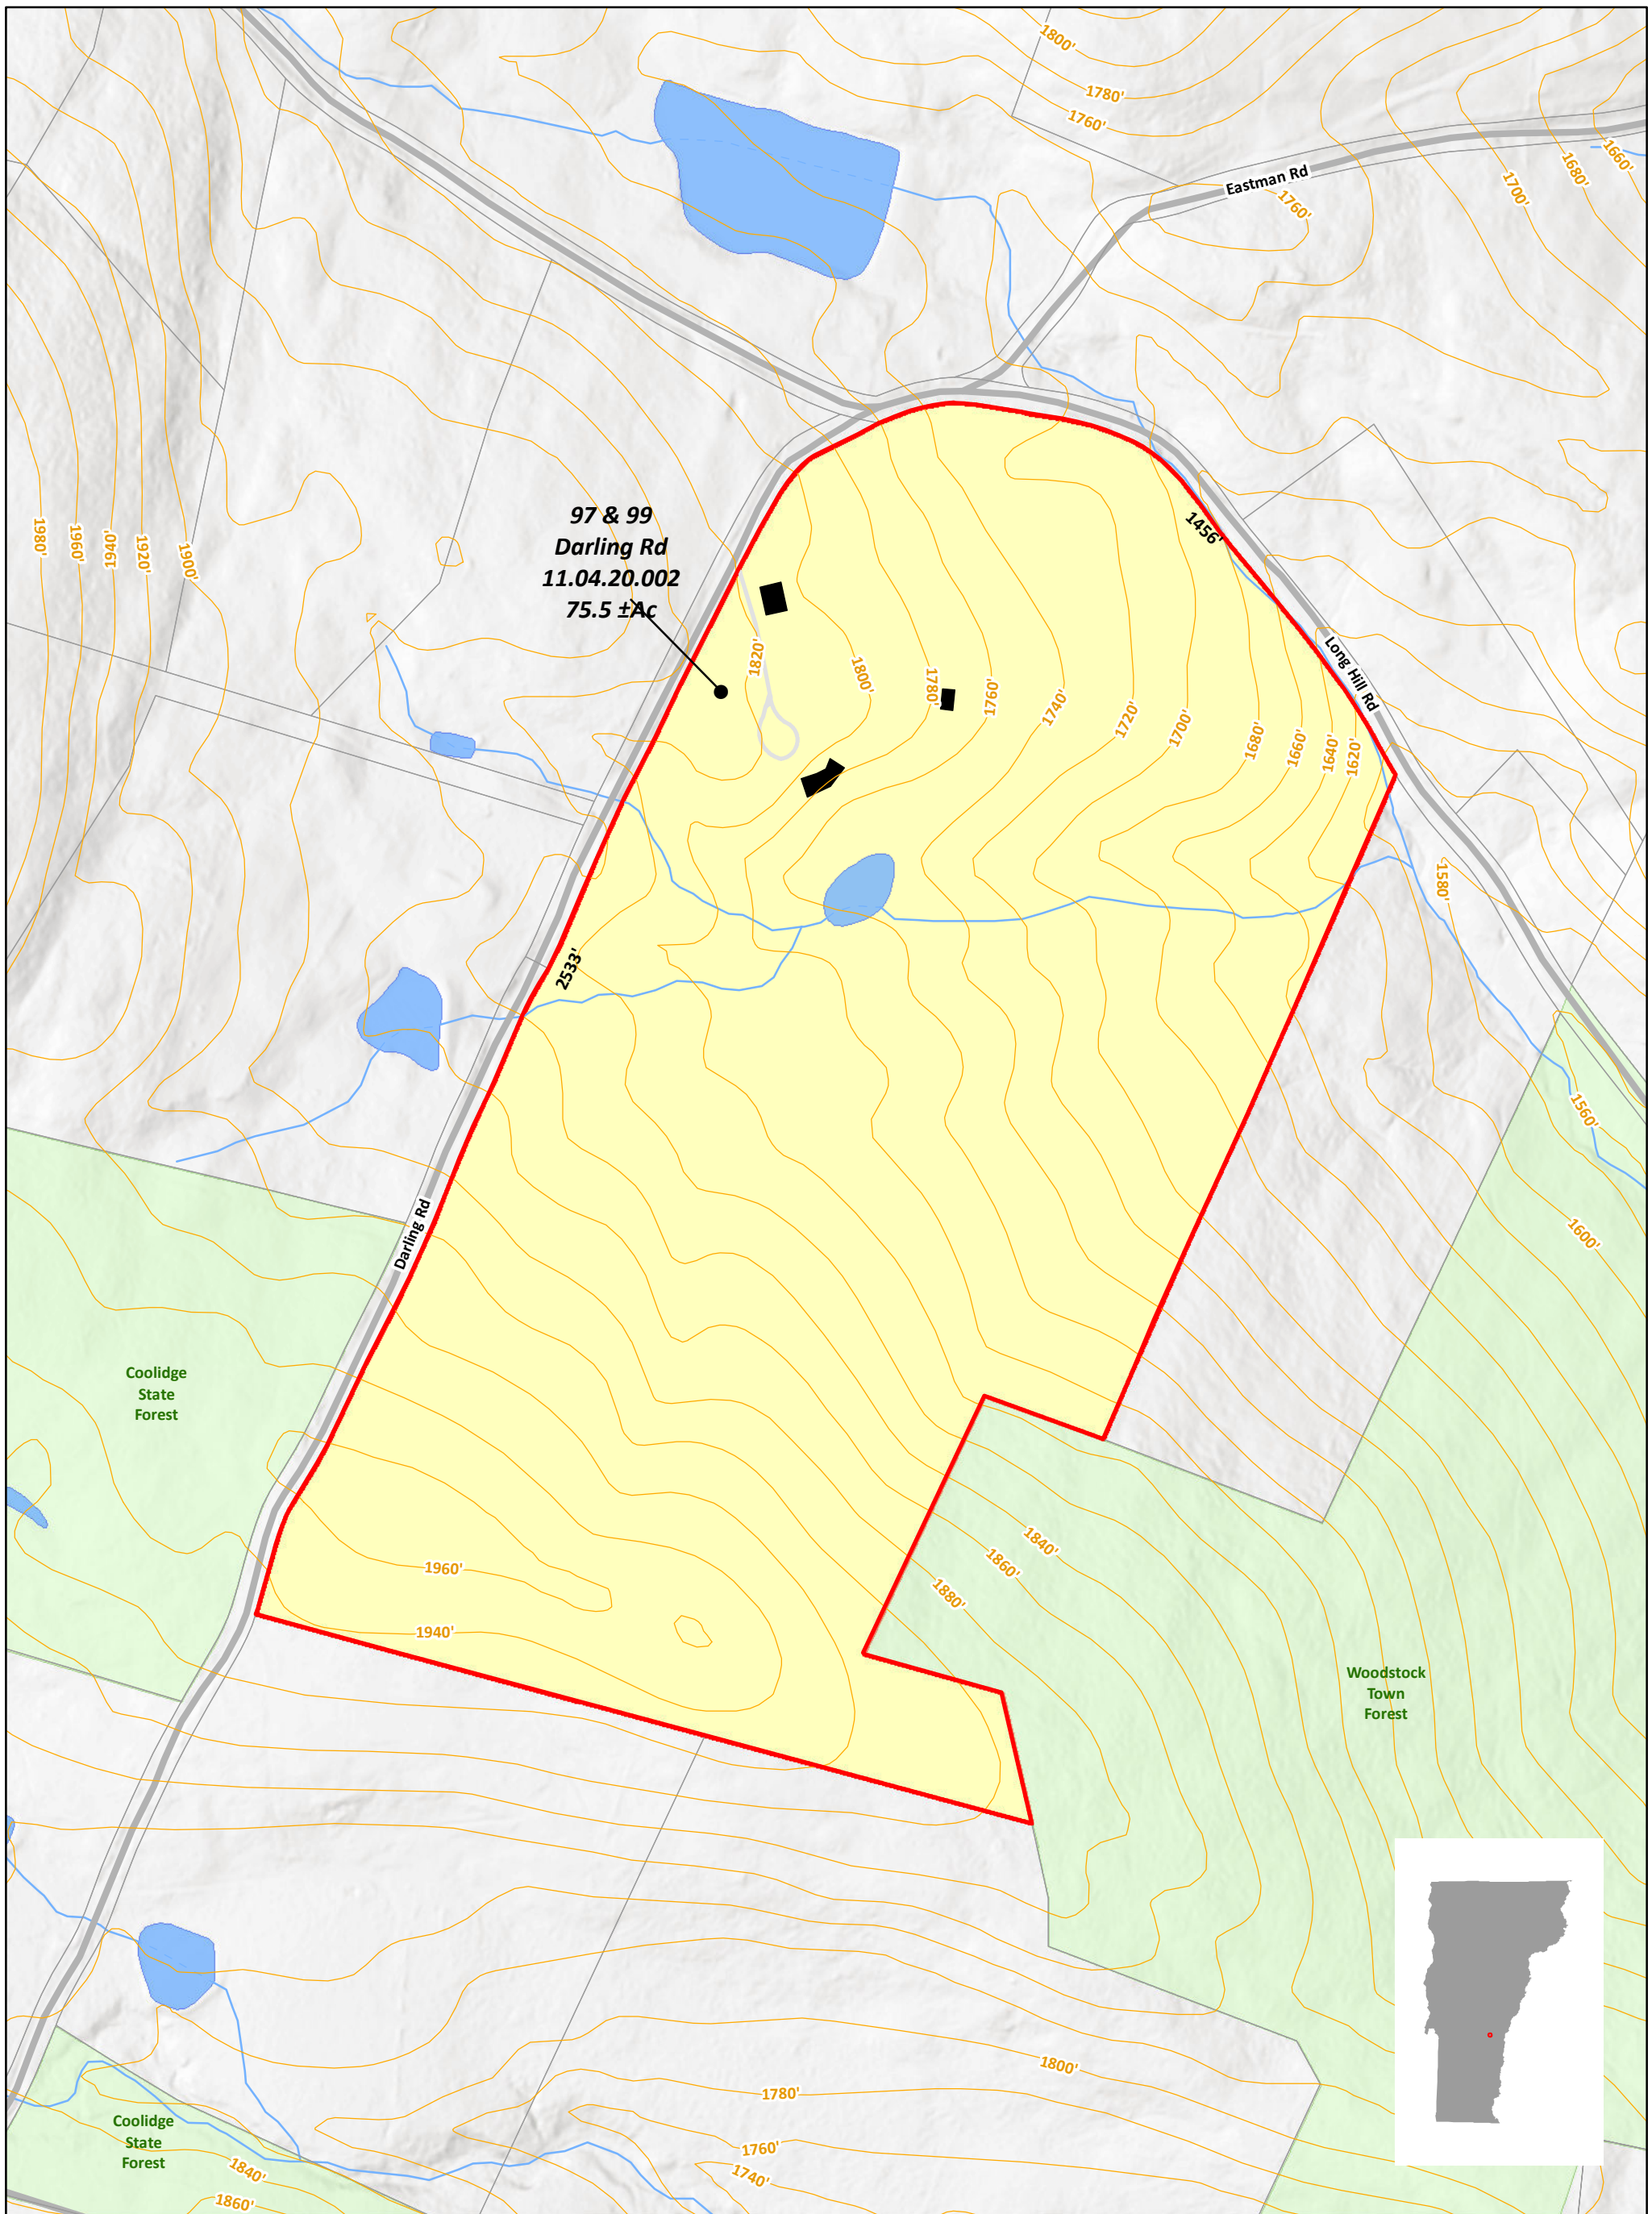 1800'
1780'
1760'
Eastman Rd
1760'
1700'
1680'
1660'
97 & 99
Darling Rd
11.04.20.002
75.5 ±Ac
1980'
1960'
1940'
1920'
1900'
1456'
Long Hill Rd
1820'
1800'
1780'
1760'
1740'
1720'
1700'
1680'
1660'
1640'
1620'
1580'
2533'
1560'
Darling Rd
1600'
Coolidge
State
Forest
1840'
1860'
1880'
1960'
1940'
Woodstock
Town
Forest
1800'
1780'
1760'
1740'
Coolidge
State
Forest
1840'
1860'